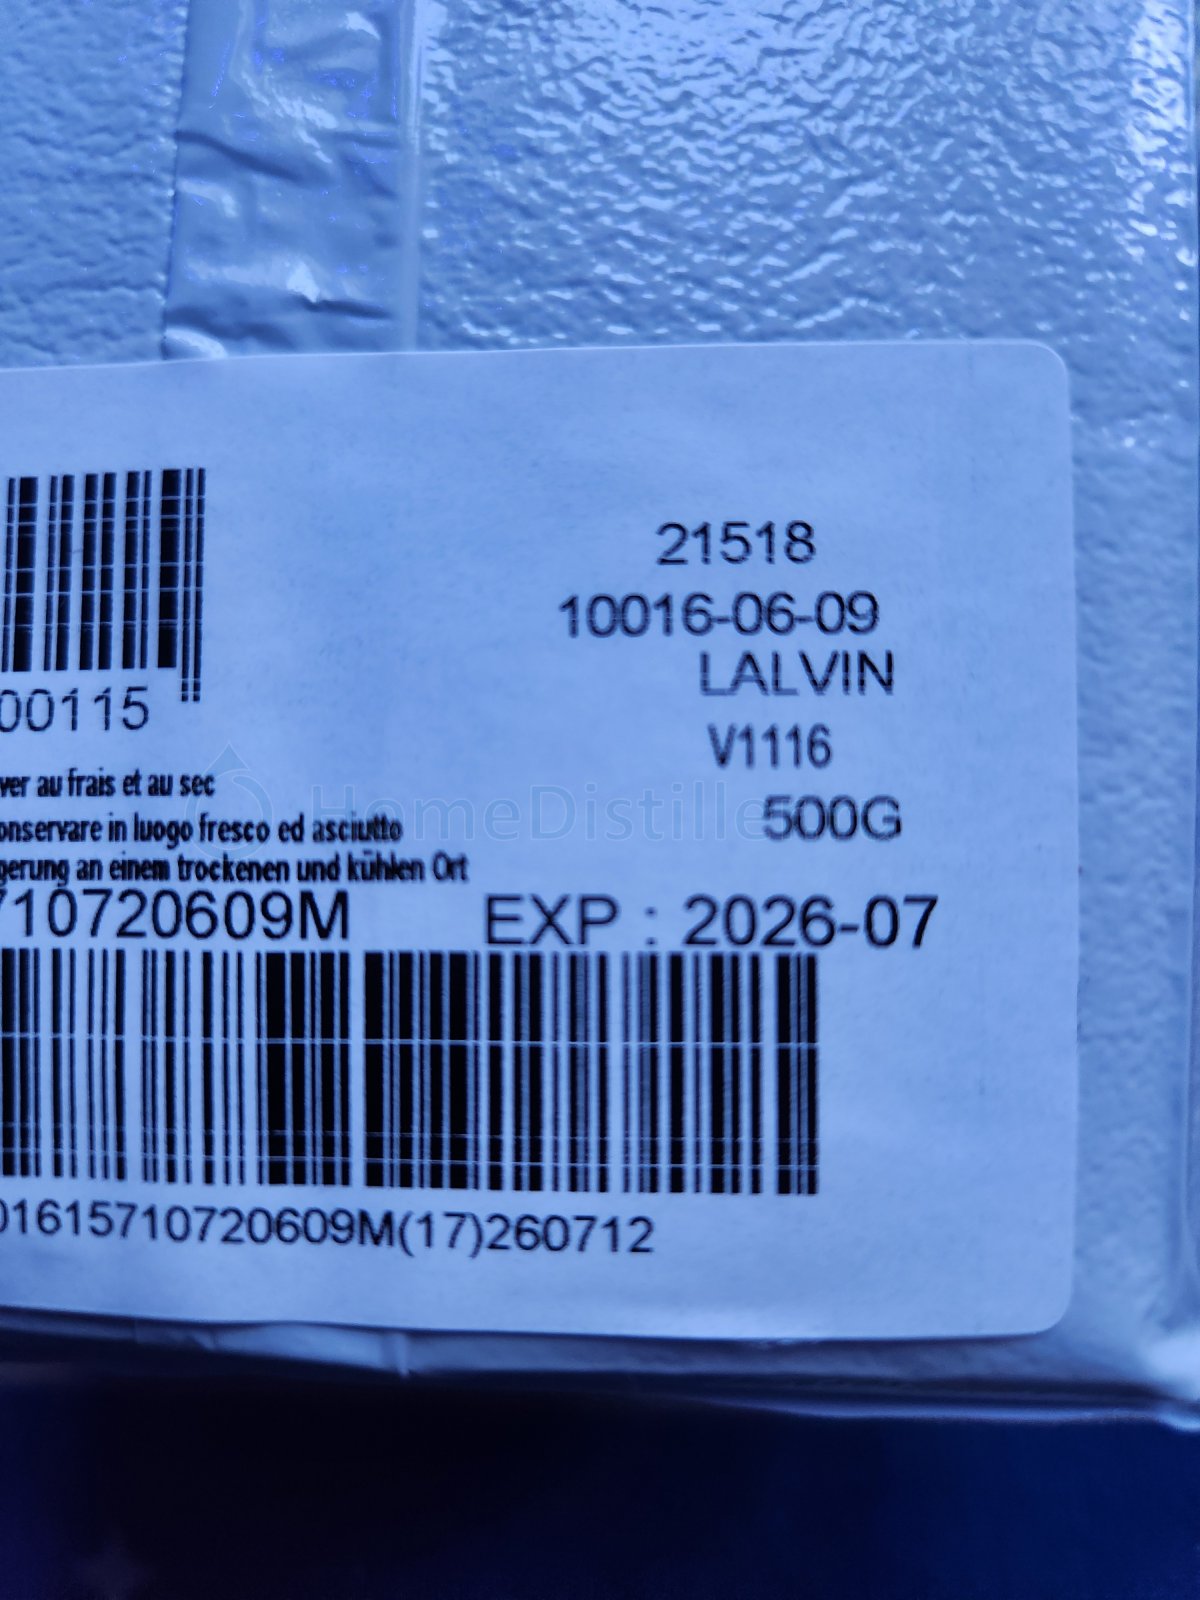 21518
10016-06-09
LALVIN
00115
V1116
ver au frais et au sec
HomeDistiller
500G
onservare in luogo fresco ed asciutto
gerung an einem trockenen und kühlen Ort
710720609M EXP : 2026-07
01615710720609M(17)260712